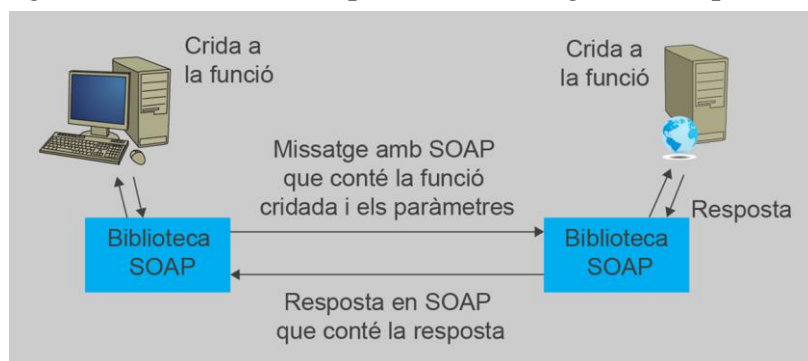 Crida a
la funció
Crida a
la funció
Missatge amb SOAP
que conté la funció
cridada i els paràmetres
Resposta
Biblioteca
SOAP
Biblioteca
SOAP
Resposta en SOAP
que conté la resposta